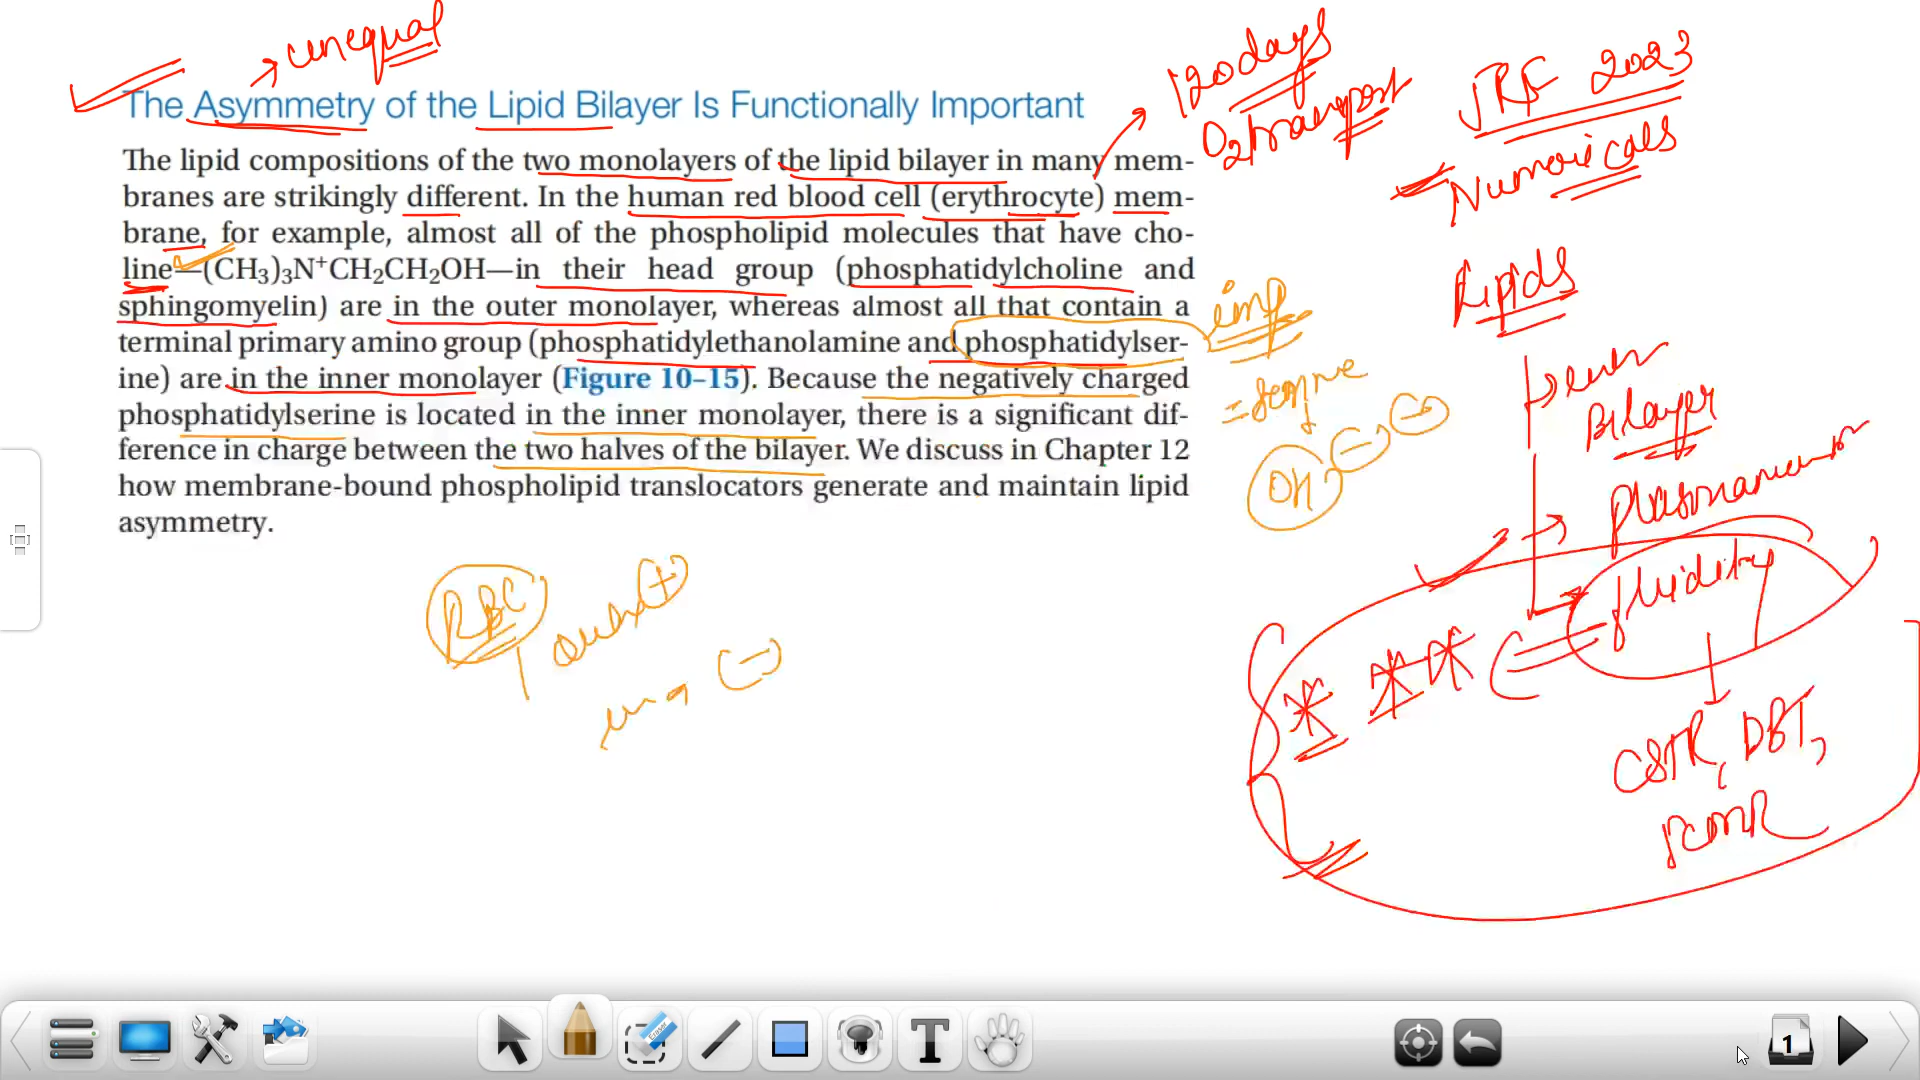 unequal
The Asymmetry of the Lipid Bilayer Is Functionally Important
The lipid compositions of the two monolayers of the lipid bilayer in many mem-
branes are strikingly different. In the human red blood cell (erythrocyte) mem-
brane, for example, almost all of the phospholipid molecules that have cho-
line—(CH₃)₃N⁺CH₂CH₂OH—in their head group (phosphatidylcholine and
sphingomyelin) are in the outer monolayer, whereas almost all that contain a
terminal primary amino group (phosphatidylethanolamine and phosphatidylser-
ine) are in the inner monolayer (Figure 10–15). Because the negatively charged
phosphatidylserine is located in the inner monolayer, there is a significant dif-
ference in charge between the two halves of the bilayer. We discuss in Chapter 12
how membrane-bound phospholipid translocators generate and maintain lipid
asymmetry.
120days
O2 transport
JRF 2023
Numericals
Lipids
imp
Bilayer
OH
fluidity
RBC
(+)
(−)
CSIR, DBT,
ICMR
T
1